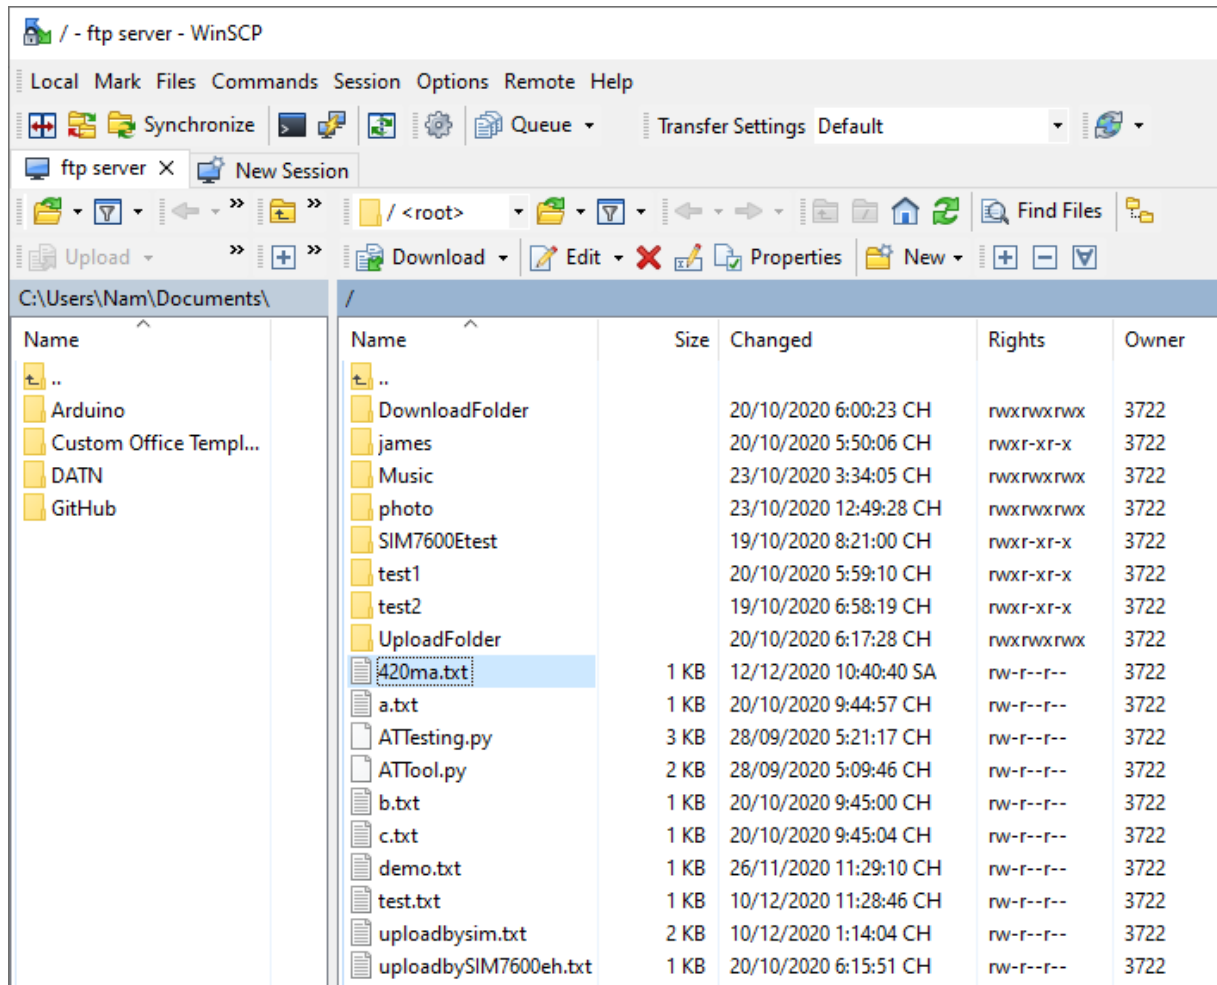 / - ftp server - WinSCP
Local Mark Files Commands Session Options Remote Help
Synchronize Queue Transfer Settings Default
ftp server New Session
/ <root> Find Files
Upload Download Edit Properties New
C:\Users\Nam\Documents\ /
Name Name Size Changed Rights Owner
.. ..
Arduino DownloadFolder 20/10/2020 6:00:23 CH rwxrwxrwx 3722
Custom Office Templ... james 20/10/2020 5:50:06 CH rwxr-xr-x 3722
DATN Music 23/10/2020 3:34:05 CH rwxrwxrwx 3722
GitHub photo 23/10/2020 12:49:28 CH rwxrwxrwx 3722
SIM7600Etest 19/10/2020 8:21:00 CH rwxr-xr-x 3722
test1 20/10/2020 5:59:10 CH rwxr-xr-x 3722
test2 19/10/2020 6:58:19 CH rwxr-xr-x 3722
UploadFolder 20/10/2020 6:17:28 CH rwxrwxrwx 3722
420ma.txt 1 KB 12/12/2020 10:40:40 SA rw-r--r-- 3722
a.txt 1 KB 20/10/2020 9:44:57 CH rw-r--r-- 3722
ATTesting.py 3 KB 28/09/2020 5:21:17 CH rw-r--r-- 3722
ATTool.py 2 KB 28/09/2020 5:09:46 CH rw-r--r-- 3722
b.txt 1 KB 20/10/2020 9:45:00 CH rw-r--r-- 3722
c.txt 1 KB 20/10/2020 9:45:04 CH rw-r--r-- 3722
demo.txt 1 KB 26/11/2020 11:29:10 CH rw-r--r-- 3722
test.txt 1 KB 10/12/2020 11:28:46 CH rw-r--r-- 3722
uploadbysim.txt 2 KB 10/12/2020 1:14:04 CH rw-r--r-- 3722
uploadbySIM7600eh.txt 1 KB 20/10/2020 6:15:51 CH rw-r--r-- 3722